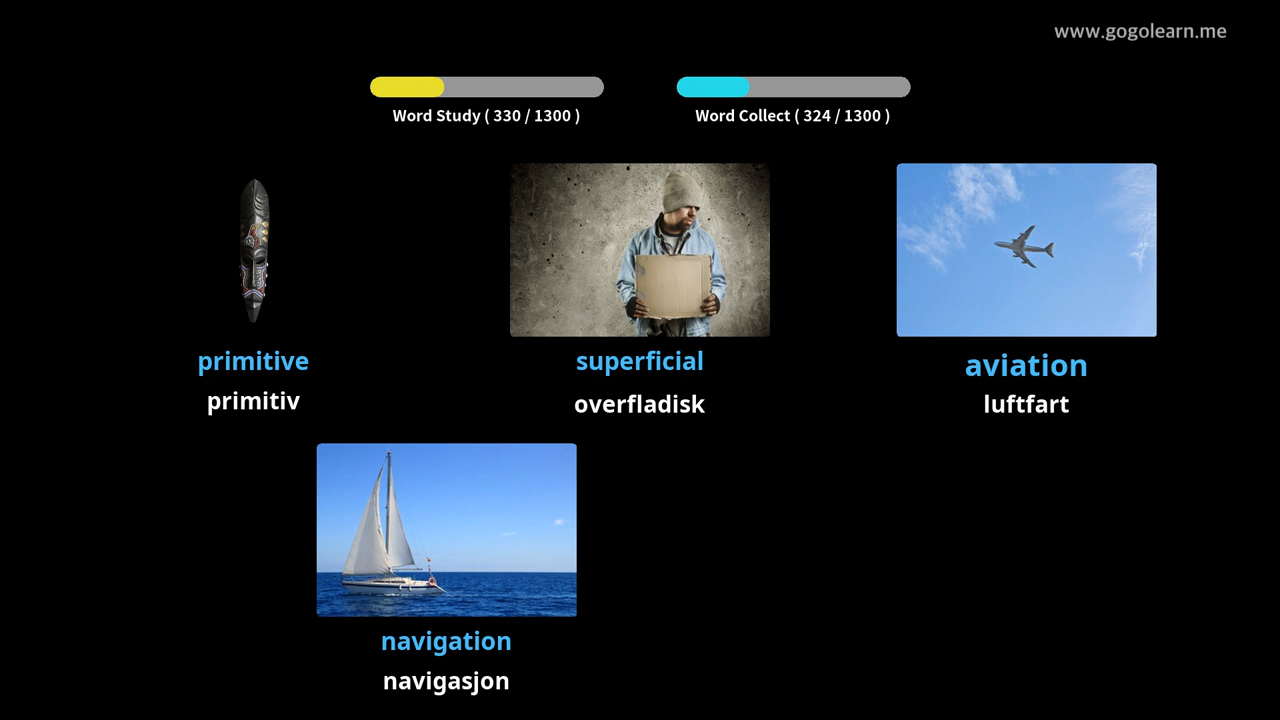 www.gogolearn.me
Word Study ( 330 / 1300 )
Word Collect ( 324 / 1300 )
primitive
primitiv
superficial
overfladisk
aviation
luftfart
navigation
navigasjon